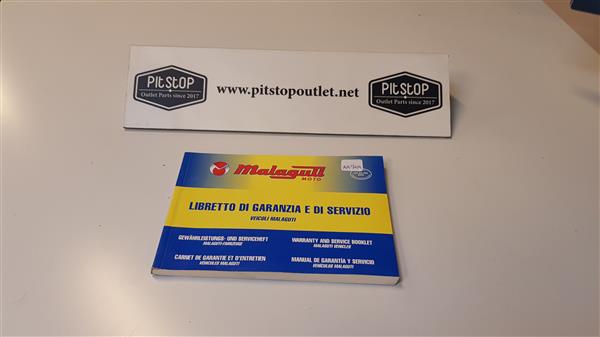 PitStop
Outlet Parts since 2017
www.pitstopoutlet.net
PitStop
Outlet Parts since 2017
Malaguti
MOTO
LIBRETTO DI GARANZIA E DI SERVIZIO
VEICOLI MALAGUTI
GEWÄHRLEISTUNGS- UND SERVICEHEFT
MALAGUTI-FAHRZEUGE
WARRANTY AND SERVICE BOOKLET
MALAGUTI VEHICLES
CARNET DE GARANTIE ET D'ENTRETIEN
VEHICULES MALAGUTI
MANUAL DE GARANTÍA Y SERVICIO
VEHÍCULOS MALAGUTI